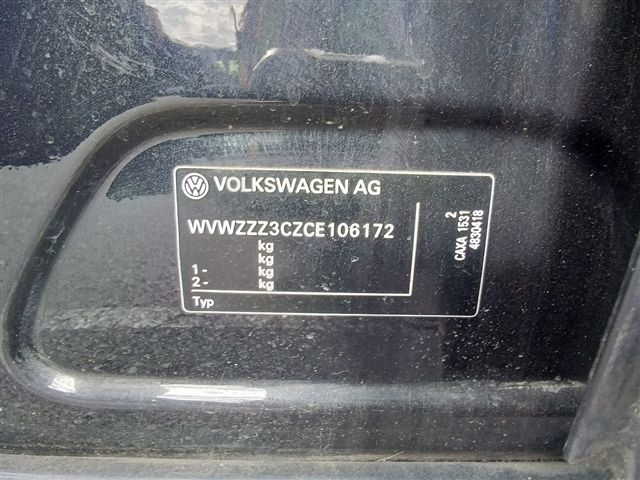 VOLKSWAGEN AG
WVWZZZ3CZCE106172
kg
kg
1- kg
2- kg
Typ
2
CAXA 1531
4830418